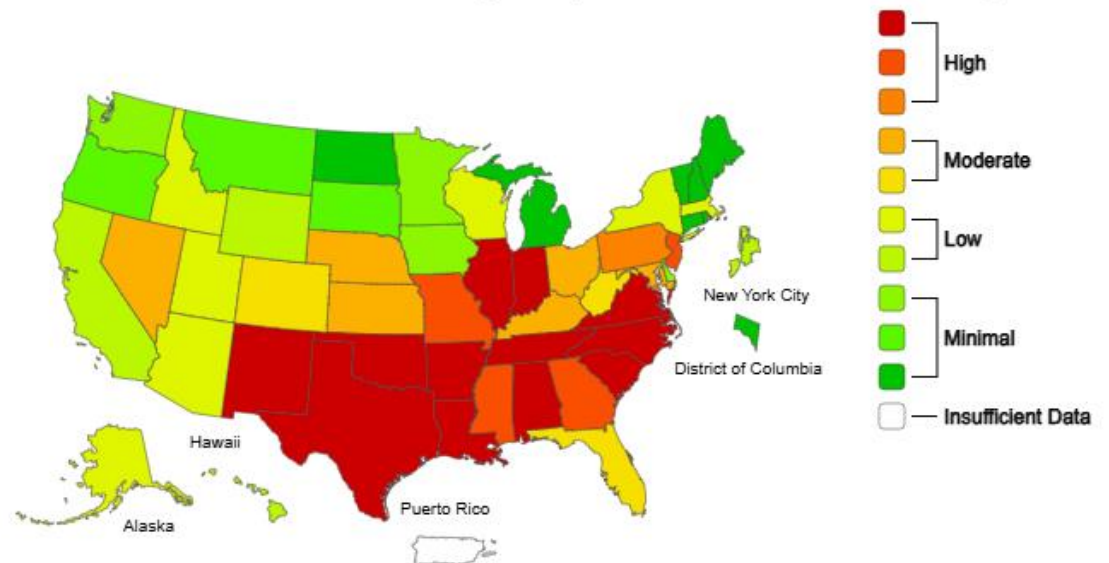 High
Moderate
Low
Minimal
Insufficient Data
New York City
District of Columbia
Hawaii
Alaska
Puerto Rico